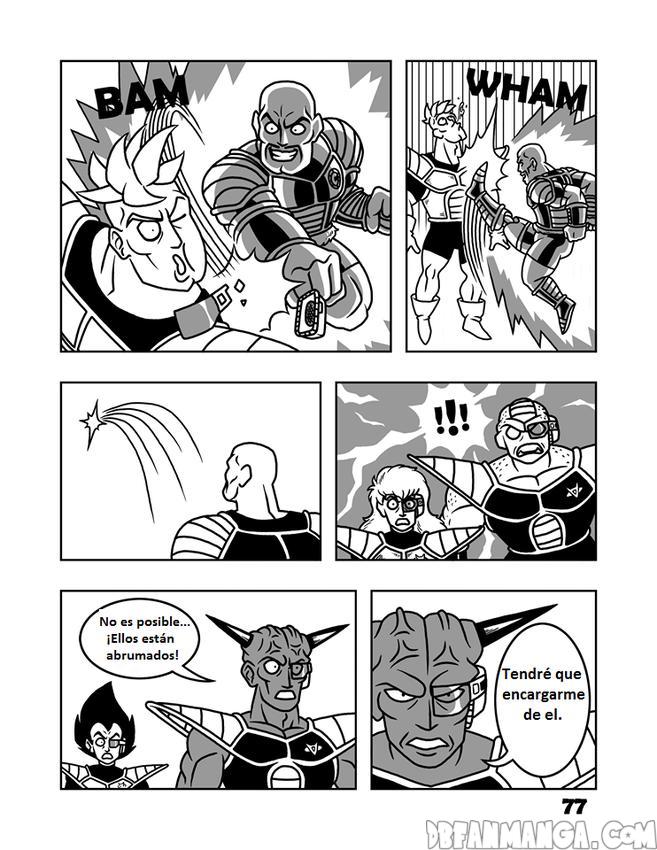 BAM
WHAM
!!!
No es posible...
¡Ellos están
abrumados!
Tendré que
encargarme
de el.
77
DBFANMANGA.COM